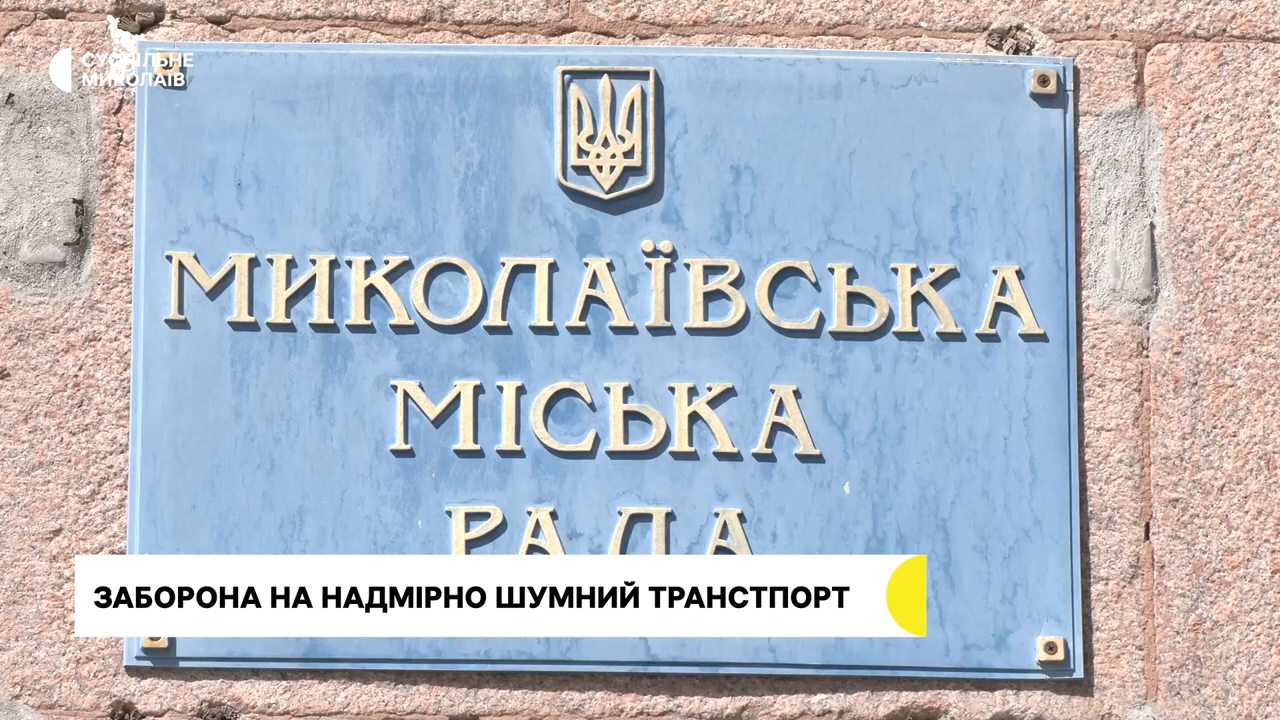 СУСПІЛЬНЕ
МИКОЛАЇВ
МИКОЛАЇВСЬКА
МІСЬКА
РАДА
ЗАБОРОНА НА НАДМІРНО ШУМНИЙ ТРАНСТПОРТ